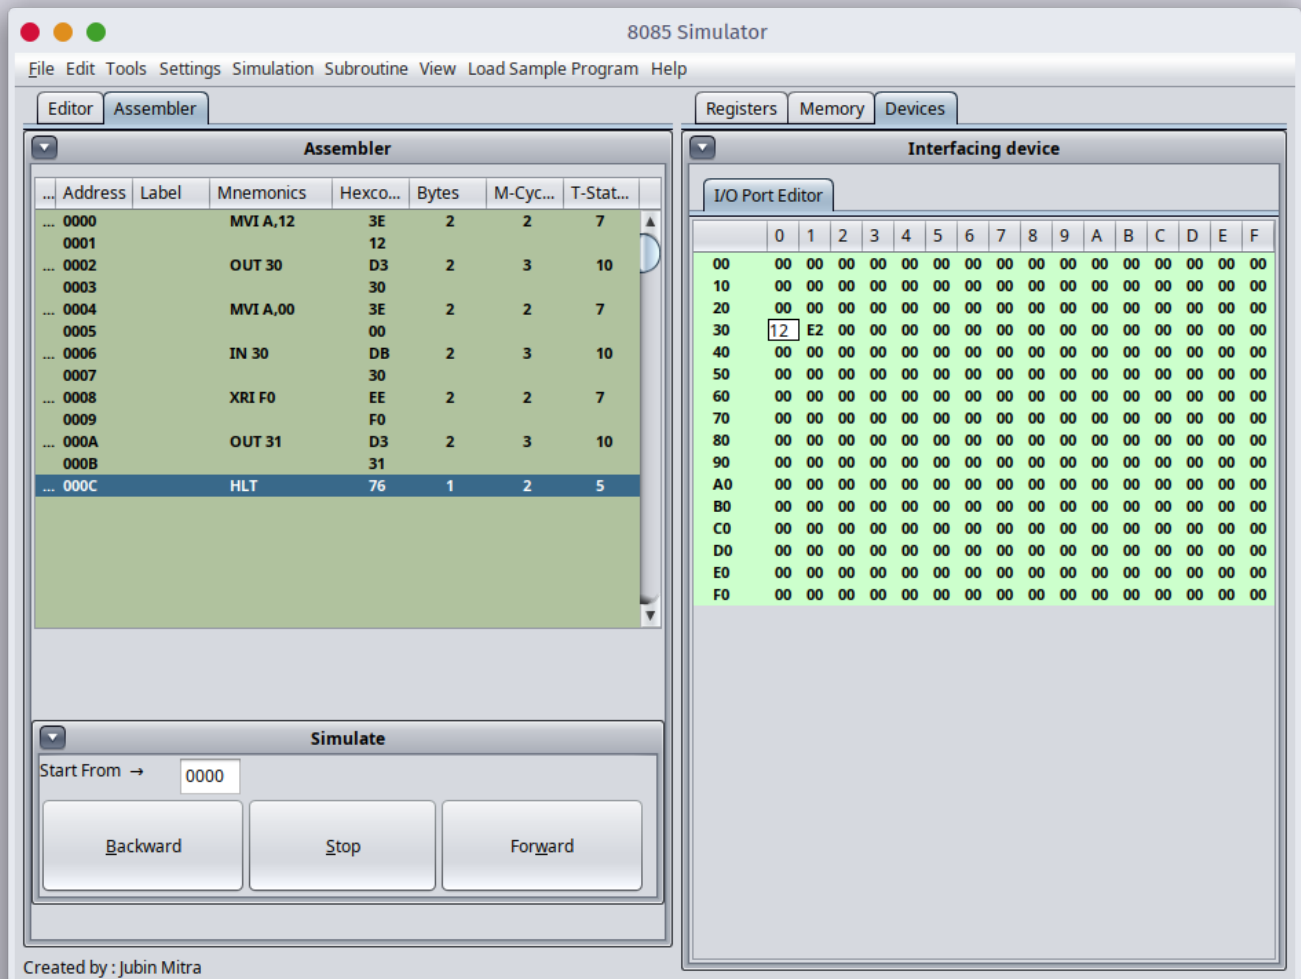 8085 Simulator
File Edit Tools Settings Simulation Subroutine View Load Sample Program Help
Editor Assembler
Assembler
... Address Label Mnemonics Hexco... Bytes M-Cyc... T-Stat...
... 0000 MVI A,12 3E 2 2 7
0001 12
... 0002 OUT 30 D3 2 3 10
0003 30
... 0004 MVI A,00 3E 2 2 7
0005 00
... 0006 IN 30 DB 2 3 10
0007 30
... 0008 XRI F0 EE 2 2 7
0009 F0
... 000A OUT 31 D3 2 3 10
000B 31
... 000C HLT 76 1 2 5
Simulate
Start From → 0000
Backward Stop Forward
Created by : Jubin Mitra
Registers Memory Devices
Interfacing device
I/O Port Editor
0 1 2 3 4 5 6 7 8 9 A B C D E F
00 00 00 00 00 00 00 00 00 00 00 00 00 00 00 00 00
10 00 00 00 00 00 00 00 00 00 00 00 00 00 00 00 00
20 00 00 00 00 00 00 00 00 00 00 00 00 00 00 00 00
30 12 E2 00 00 00 00 00 00 00 00 00 00 00 00 00 00
40 00 00 00 00 00 00 00 00 00 00 00 00 00 00 00 00
50 00 00 00 00 00 00 00 00 00 00 00 00 00 00 00 00
60 00 00 00 00 00 00 00 00 00 00 00 00 00 00 00 00
70 00 00 00 00 00 00 00 00 00 00 00 00 00 00 00 00
80 00 00 00 00 00 00 00 00 00 00 00 00 00 00 00 00
90 00 00 00 00 00 00 00 00 00 00 00 00 00 00 00 00
A0 00 00 00 00 00 00 00 00 00 00 00 00 00 00 00 00
B0 00 00 00 00 00 00 00 00 00 00 00 00 00 00 00 00
C0 00 00 00 00 00 00 00 00 00 00 00 00 00 00 00 00
D0 00 00 00 00 00 00 00 00 00 00 00 00 00 00 00 00
E0 00 00 00 00 00 00 00 00 00 00 00 00 00 00 00 00
F0 00 00 00 00 00 00 00 00 00 00 00 00 00 00 00 00